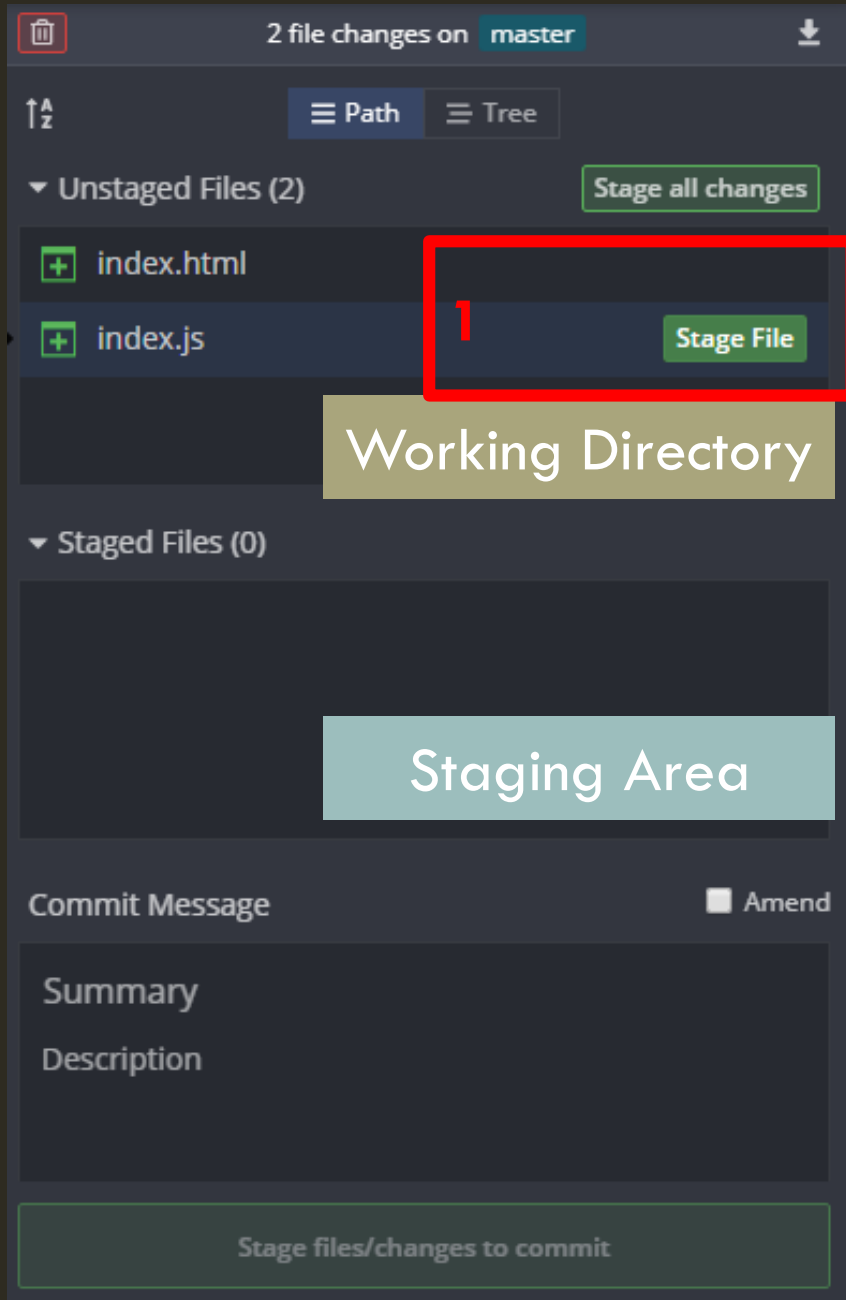 2 file changes on master
Path Tree
Unstaged Files (2) Stage all changes
index.html
1
index.js Stage File
Working Directory
Staged Files (0)
Staging Area
Commit Message Amend
Summary
Description
Stage files/changes to commit